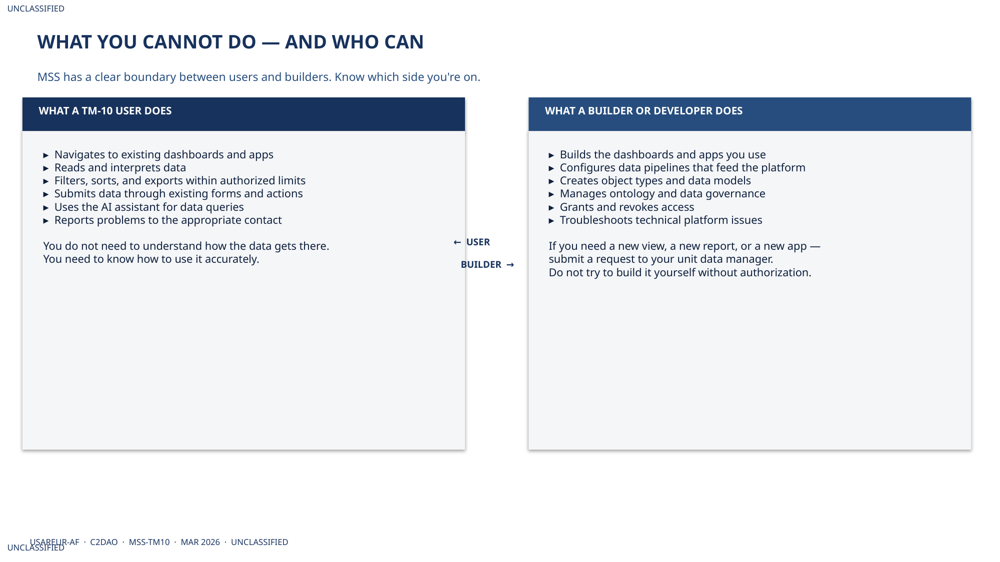 UNCLASSIFIED
WHAT YOU CANNOT DO — AND WHO CAN
MSS has a clear boundary between users and builders. Know which side you're on.
WHAT A TM-10 USER DOES
▸ Navigates to existing dashboards and apps
▸ Reads and interprets data
▸ Filters, sorts, and exports within authorized limits
▸ Submits data through existing forms and actions
▸ Uses the AI assistant for data queries
▸ Reports problems to the appropriate contact
You do not need to understand how the data gets there.
You need to know how to use it accurately.
← USER
BUILDER →
WHAT A BUILDER OR DEVELOPER DOES
▸ Builds the dashboards and apps you use
▸ Configures data pipelines that feed the platform
▸ Creates object types and data models
▸ Manages ontology and data governance
▸ Grants and revokes access
▸ Troubleshoots technical platform issues
If you need a new view, a new report, or a new app —
submit a request to your unit data manager.
Do not try to build it yourself without authorization.
USAREUR-AF · C2DAO · MSS-TM10 · MAR 2026 · UNCLASSIFIED
UNCLASSIFIED